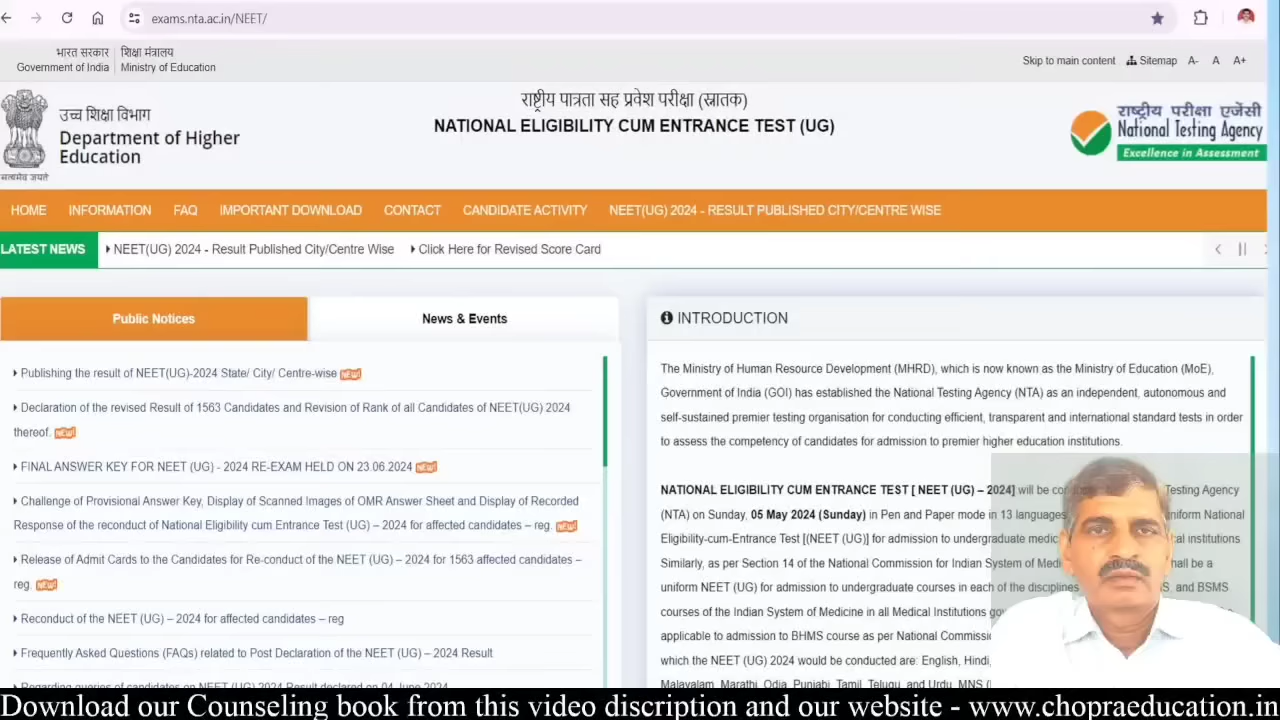 exams.nta.ac.in/NEET/
भारत सरकार
Government of India
शिक्षा मंत्रालय
Ministry of Education
Skip to main content
Sitemap
A-
A
A+
सत्यमेव जयते
उच्च शिक्षा विभाग
Department of Higher
Education
राष्ट्रीय पात्रता सह प्रवेश परीक्षा (स्नातक)
NATIONAL ELIGIBILITY CUM ENTRANCE TEST (UG)
राष्ट्रीय परीक्षा एजेंसी
National Testing Agency
Excellence in Assessment
HOME INFORMATION FAQ IMPORTANT DOWNLOAD CONTACT CANDIDATE ACTIVITY NEET(UG) 2024 - RESULT PUBLISHED CITY/CENTRE WISE
LATEST NEWS NEET(UG) 2024 - Result Published City/Centre Wise Click Here for Revised Score Card
Public Notices
News & Events
Publishing the result of NEET(UG)-2024 State/ City/ Centre-wise NEW!
Declaration of the revised Result of 1563 Candidates and Revision of Rank of all Candidates of NEET(UG) 2024
thereof. NEW!
FINAL ANSWER KEY FOR NEET (UG) - 2024 RE-EXAM HELD ON 23.06.2024 NEW!
Challenge of Provisional Answer Key, Display of Scanned Images of OMR Answer Sheet and Display of Recorded
Response of the reconduct of National Eligibility cum Entrance Test (UG) – 2024 for affected candidates – reg. NEW!
Release of Admit Cards to the Candidates for Re-conduct of the NEET (UG) – 2024 for 1563 affected candidates –
reg. NEW!
Reconduct of the NEET (UG) – 2024 for affected candidates – reg
Frequently Asked Questions (FAQs) related to Post Declaration of the NEET (UG) – 2024 Result
Regarding queries of candidates on NEET(UG) 2024 Result declared on 04 June 2024
INTRODUCTION
The Ministry of Human Resource Development (MHRD), which is now known as the Ministry of Education (MoE),
Government of India (GOI) has established the National Testing Agency (NTA) as an independent, autonomous and
self-sustained premier testing organisation for conducting efficient, transparent and international standard tests in order
to assess the competency of candidates for admission to premier higher education institutions.
NATIONAL ELIGIBILITY CUM ENTRANCE TEST [ NEET (UG) – 2024] will be Testing Agency
(NTA) on Sunday, 05 May 2024 (Sunday) in Pen and Paper mode in 13 languages National
Eligibility-cum-Entrance Test [(NEET (UG)] for admission to undergraduate institutions
Similarly, as per Section 14 of the National Commission for Indian System of be a
uniform NEET (UG) for admission to undergraduate courses in each of the disciplines and BSMS
courses of the Indian System of Medicine in all Medical Institutions
applicable to admission to BHMS course as per National
which the NEET (UG) 2024 would be conducted are: English, Hindi,
Malayalam, Marathi, Odia, Punjabi, Tamil, Telugu, and Urdu. MNS
Download our Counseling book from this video discription and our website - www.chopraeducation.in